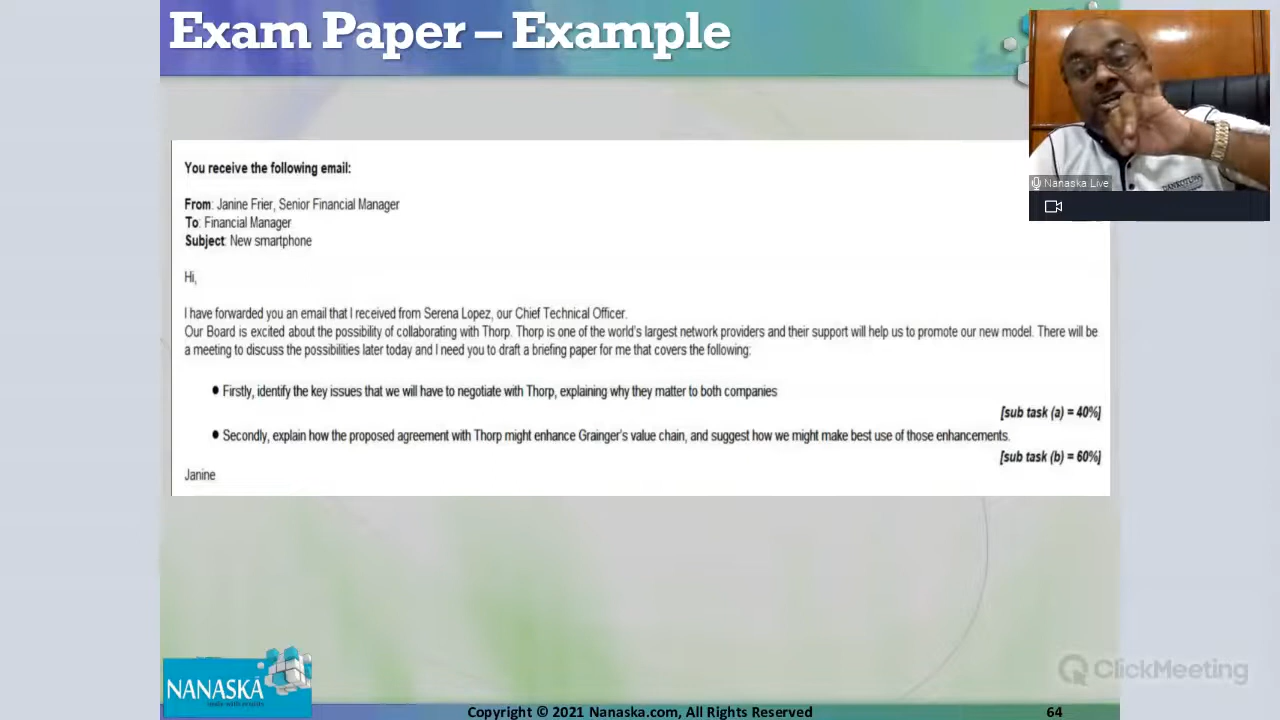 Exam Paper – Example
You receive the following email:
From: Janine Frier, Senior Financial Manager
To: Financial Manager
Subject: New smartphone
Hi,
I have forwarded you an email that I received from Serena Lopez, our Chief Technical Officer.
Our Board is excited about the possibility of collaborating with Thorp. Thorp is one of the world's largest network providers and their support will help us to promote our new model. There will be
a meeting to discuss the possibilities later today and I need you to draft a briefing paper for me that covers the following:
● Firstly, identify the key issues that we will have to negotiate with Thorp, explaining why they matter to both companies
[sub task (a) = 40%]
● Secondly, explain how the proposed agreement with Thorp might enhance Grainger's value chain, and suggest how we might make best use of those enhancements.
[sub task (b) = 60%]
Janine
Nanaska Live
NANASKA
ClickMeeting
Copyright © 2021 Nanaska.com, All Rights Reserved
64